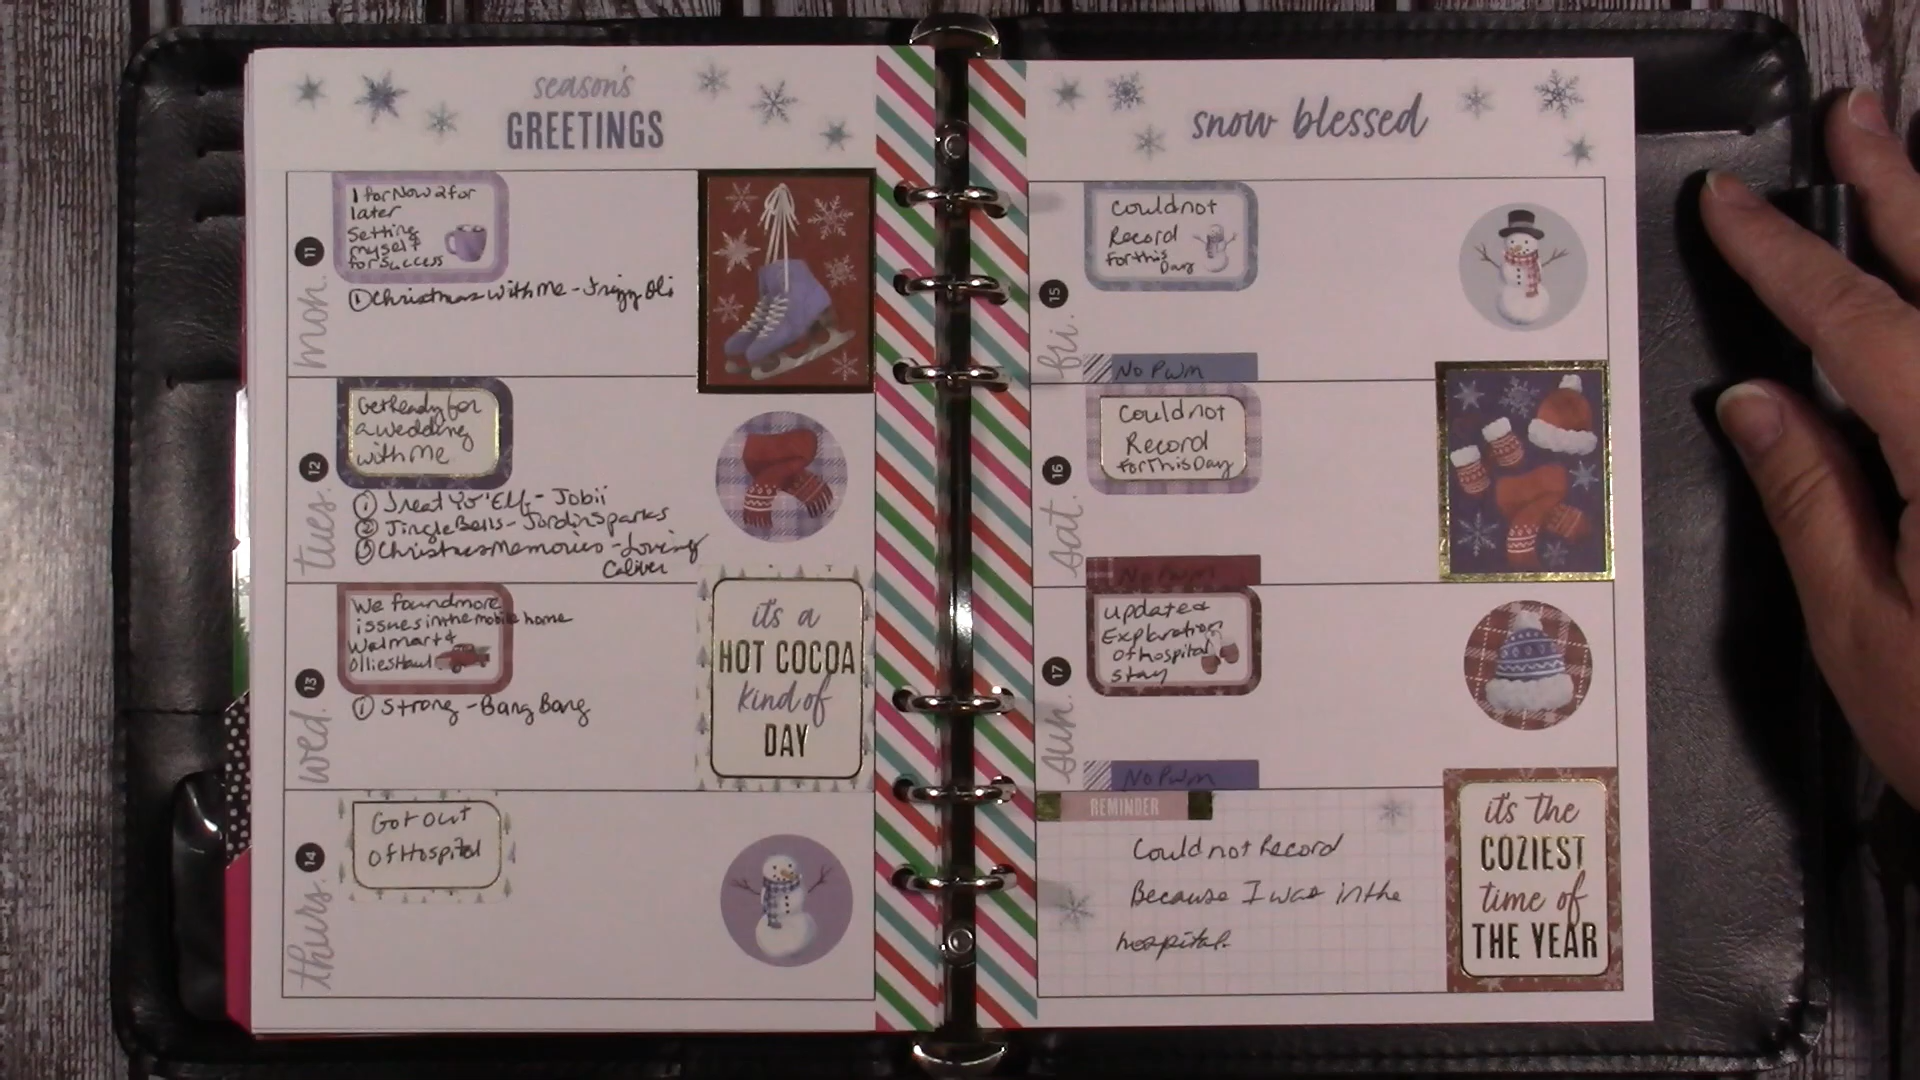 season's
GREETINGS
mon. 11
1 for Now 2 for
later
Setting
myself
for Success
① Christmas with Me - Trizzy Oli
tues. 12
Get Ready for
a wedding
with Me
① Treat Yo' Elf - Jobii
② Jingle Bells - Jordin Sparks
③ Christmas Memories - Loving
Caliver
wed. 13
We found more
issues in the mobile home
Walmart &
Ollies Haul
① Strong - Bang Bang
it's a
HOT COCOA
kind of
DAY
thurs. 14
Got Out
Of Hospital
snow blessed
fri. 15
Could not
Record
for this
Day
No Pwm
sat. 16
Could not
Record
for This Day
No Pwm
sun. 17
updated
Explanation
Of hospital
stay
No Pwm
REMINDER
Could not Record
Because I was in the
hospital.
it's the
COZIEST
time of
THE YEAR